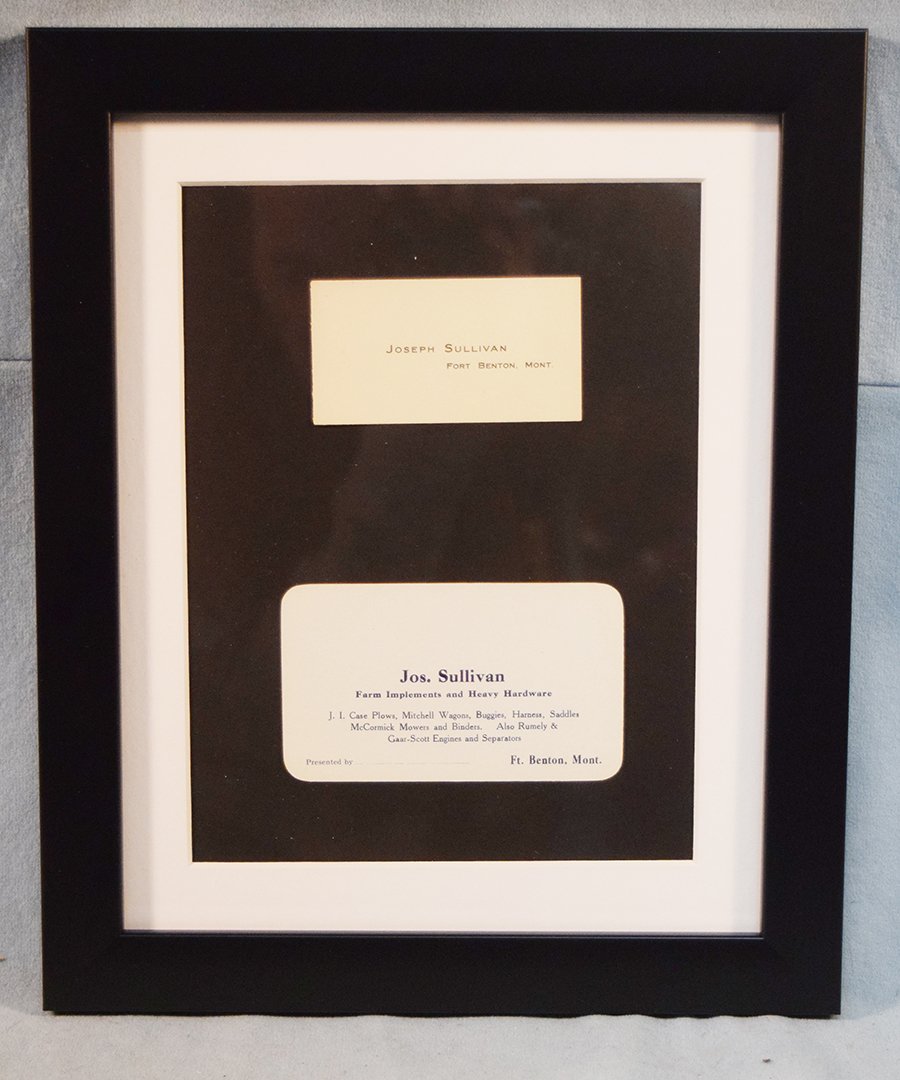 Joseph Sullivan
Fort Benton, Mont.
Jos. Sullivan
Farm Implements and Heavy Hardware
J. I. Case Plows, Mitchell Wagons, Buggies, Harness, Saddles
McCormick Mowers and Binders. Also Rumely &
Gaar-Scott Engines and Separators
Presented by Ft. Benton, Mont.